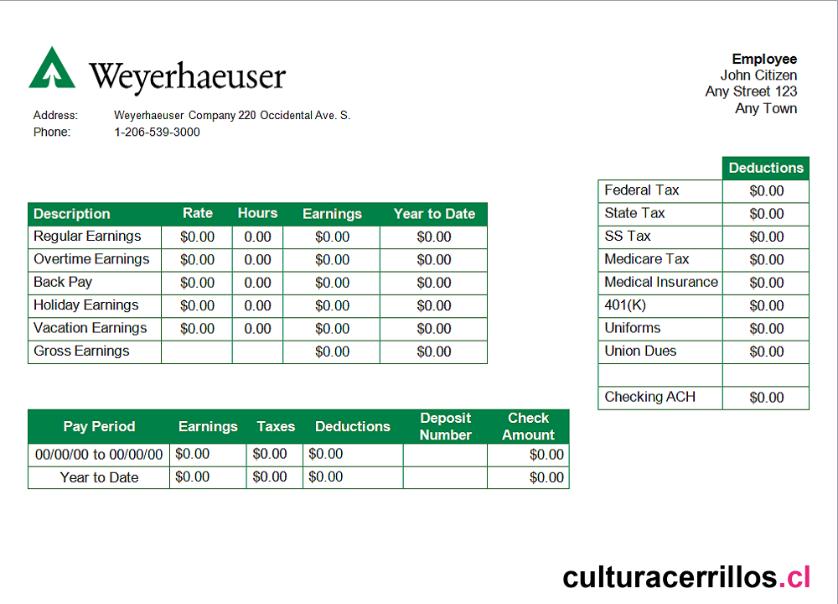 Weyerhaeuser
Address: Weyerhaeuser Company 220 Occidental Ave. S.
Phone: 1-206-539-3000
Employee
John Citizen
Any Street 123
Any Town
Description Rate Hours Earnings Year to Date
Regular Earnings $0.00 0.00 $0.00 $0.00
Overtime Earnings $0.00 0.00 $0.00 $0.00
Back Pay $0.00 0.00 $0.00 $0.00
Holiday Earnings $0.00 0.00 $0.00 $0.00
Vacation Earnings $0.00 0.00 $0.00 $0.00
Gross Earnings $0.00 $0.00
Deductions
Federal Tax $0.00
State Tax $0.00
SS Tax $0.00
Medicare Tax $0.00
Medical Insurance $0.00
401(K) $0.00
Uniforms $0.00
Union Dues $0.00
Checking ACH $0.00
Pay Period Earnings Taxes Deductions Deposit Number Check Amount
00/00/00 to 00/00/00 $0.00 $0.00 $0.00 $0.00
Year to Date $0.00 $0.00 $0.00 $0.00
culturacerrillos.cl